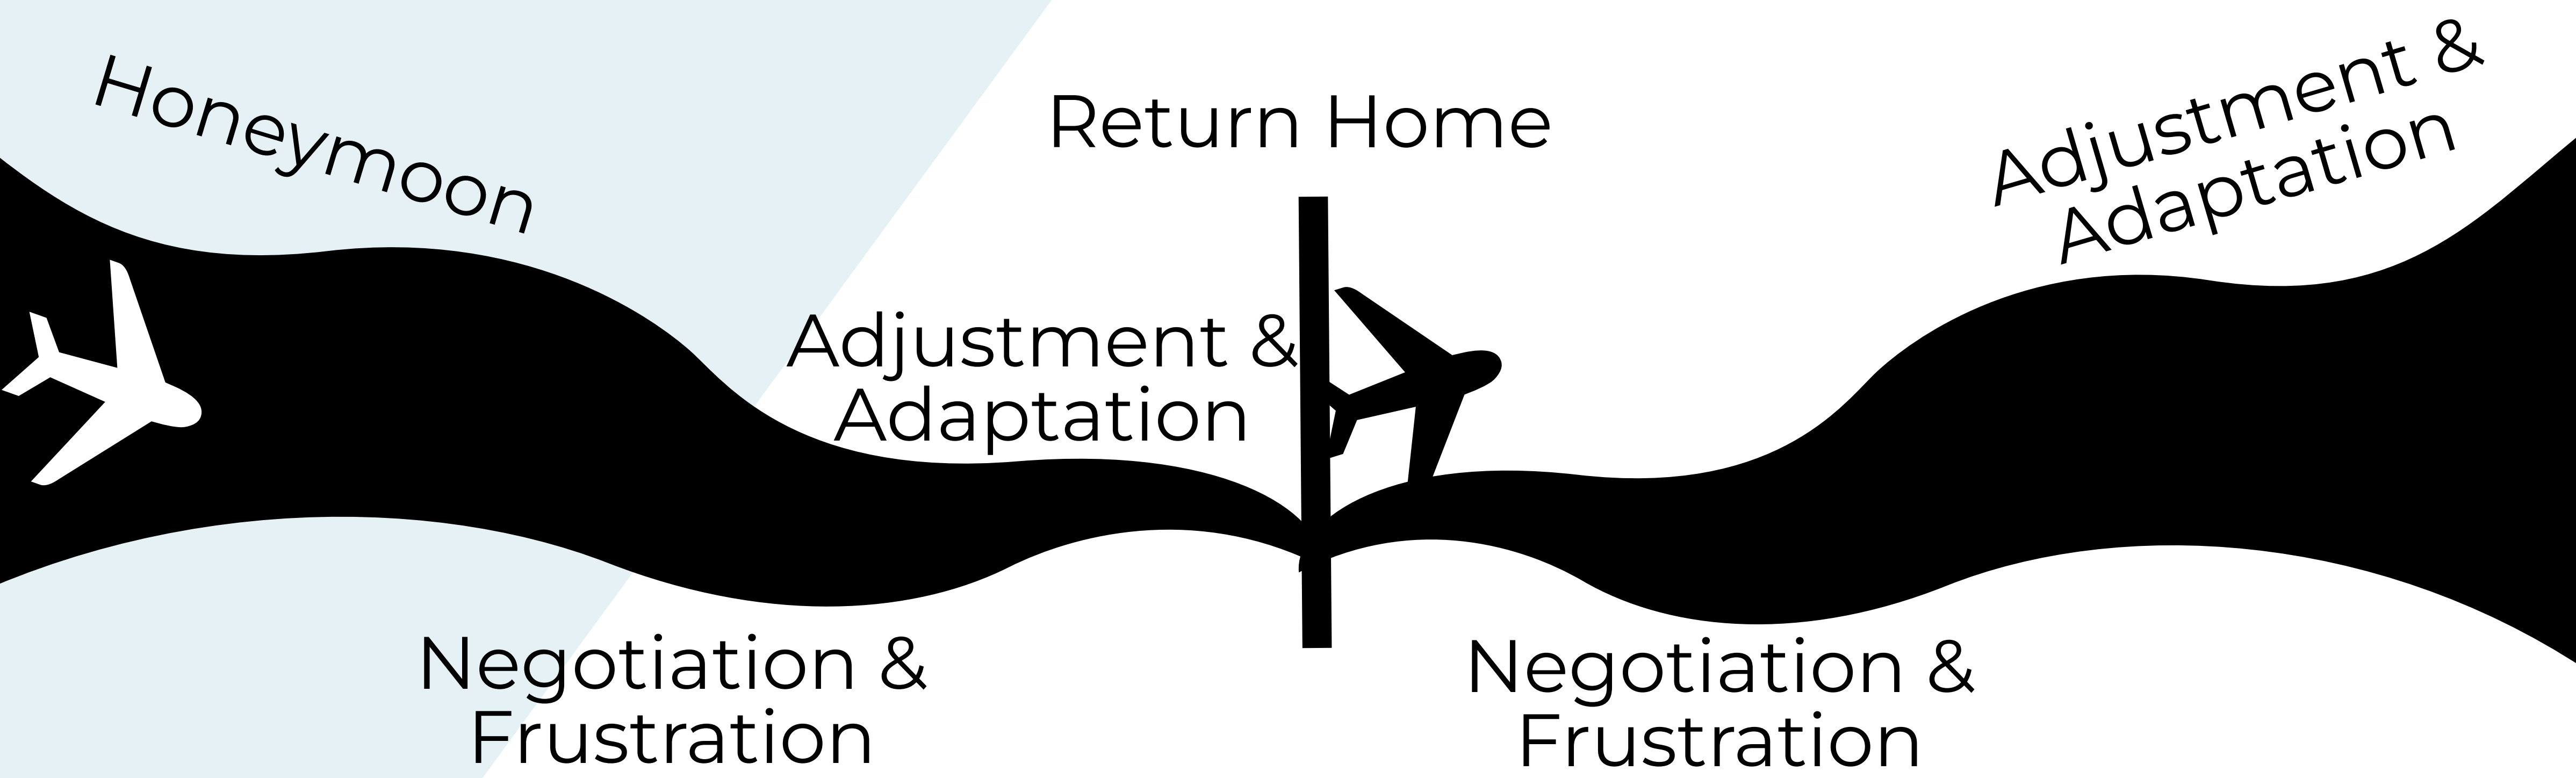 Honeymoon
Negotiation &
Frustration
Adjustment &
Adaptation
Return Home
Negotiation &
Frustration
Adjustment &
Adaptation